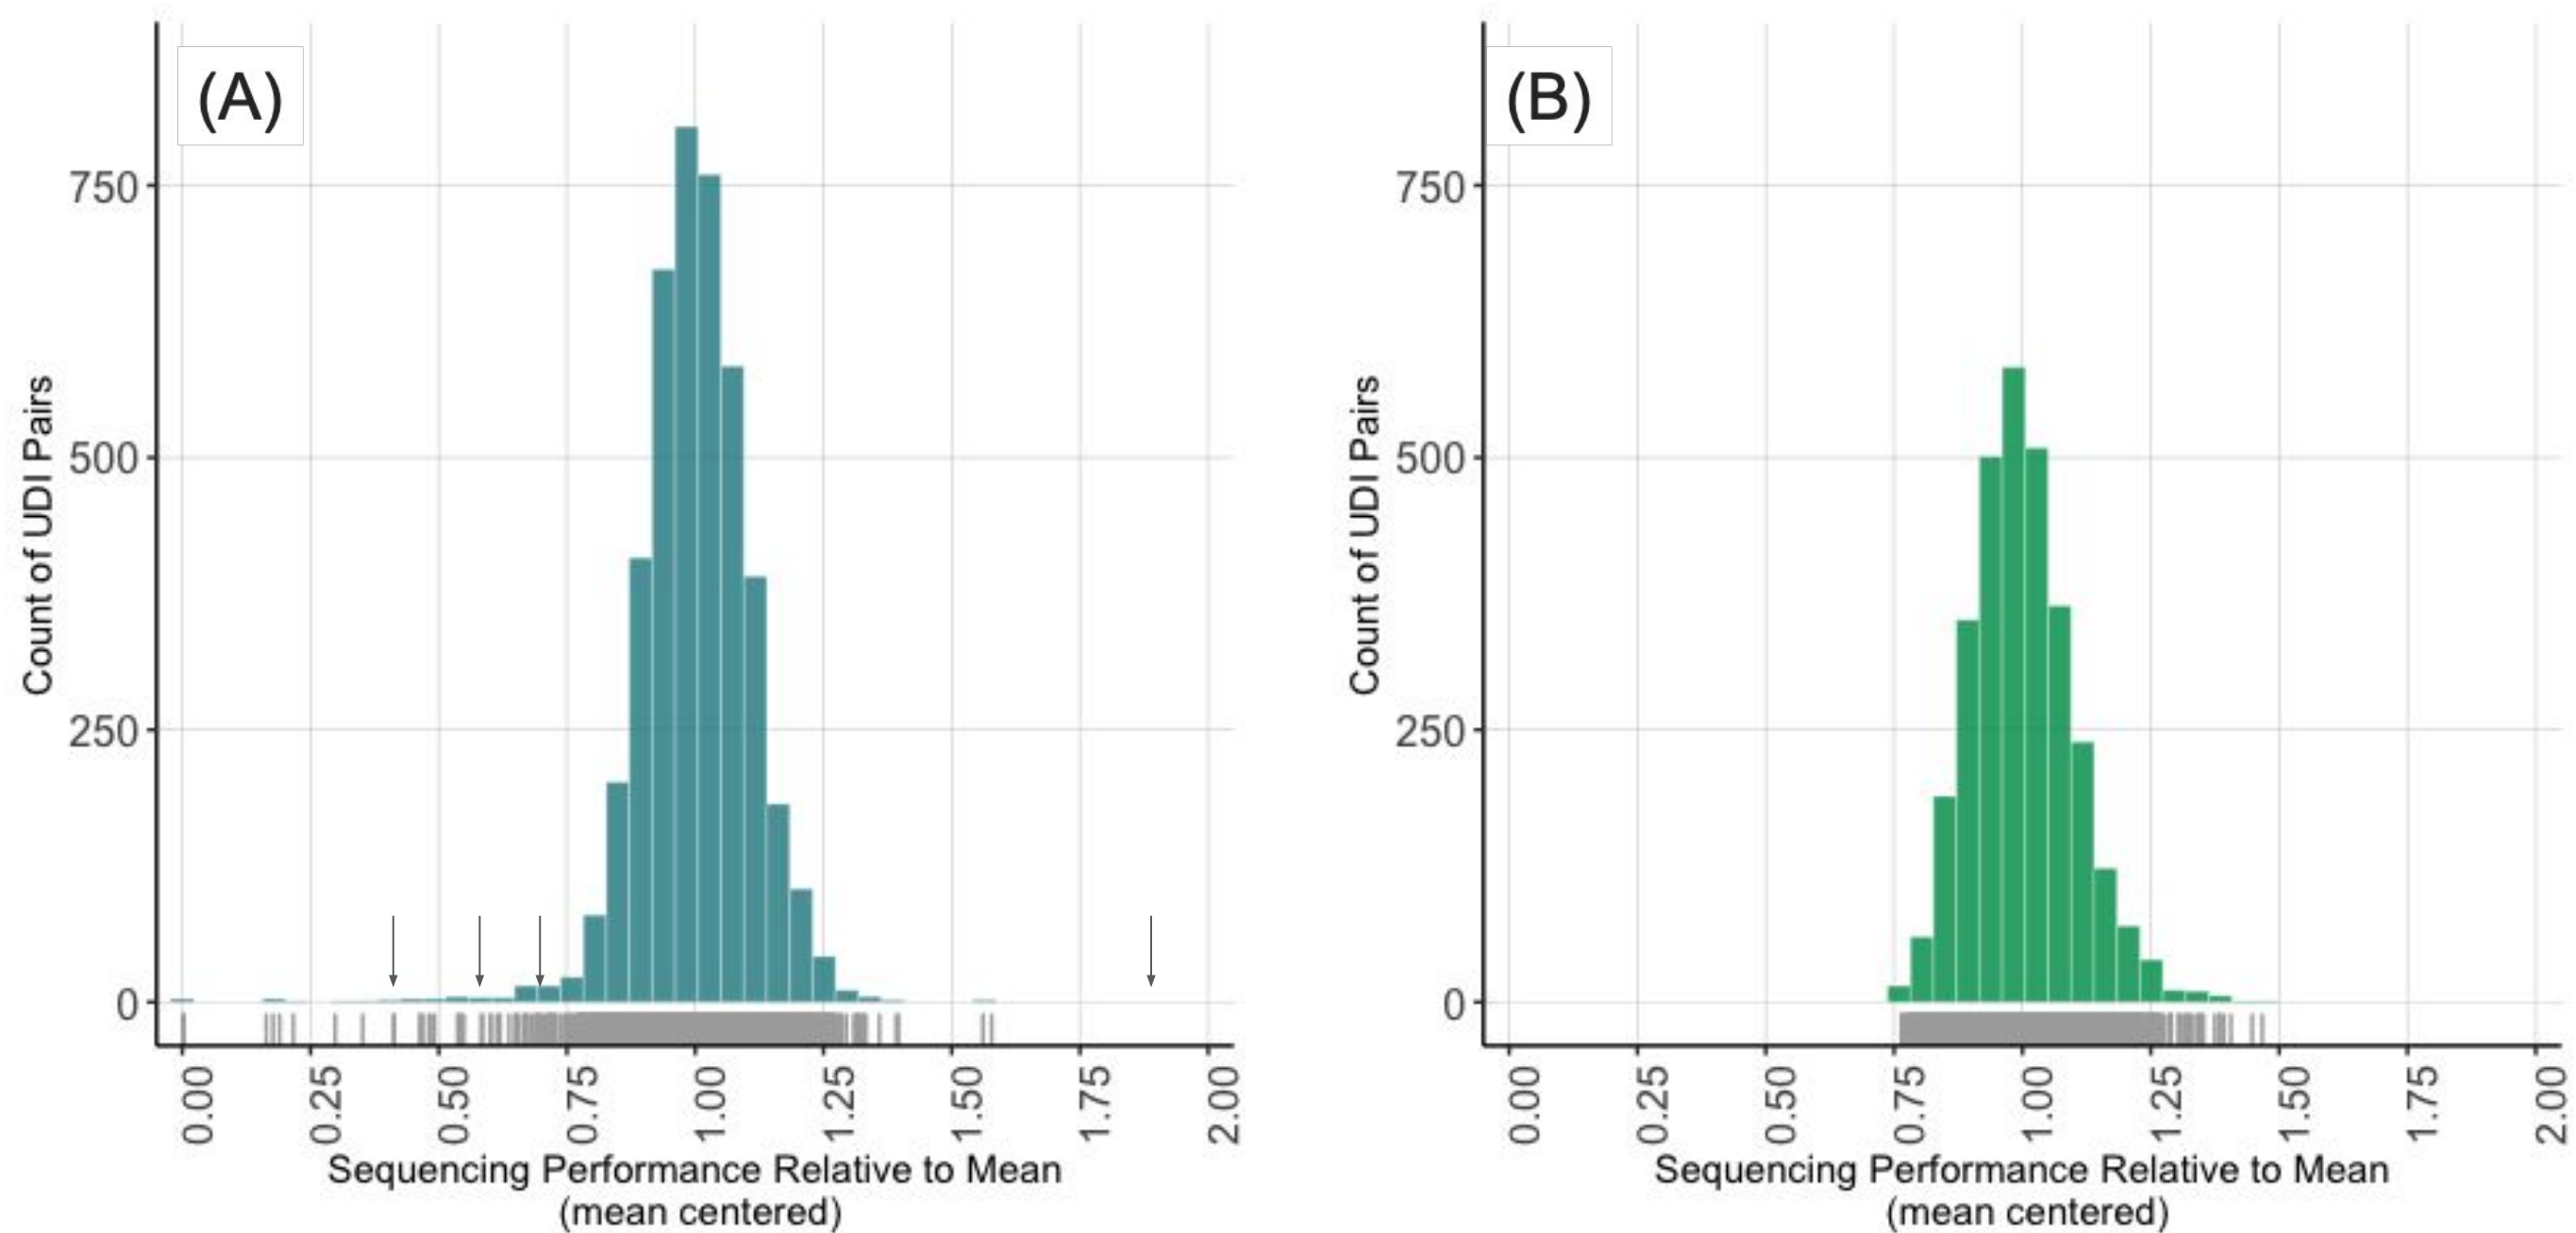 (A)
Count of UDI Pairs
750
500
250
0
0.00 0.25 0.50 0.75 1.00 1.25 1.50 1.75 2.00
Sequencing Performance Relative to Mean
(mean centered)
(B)
Count of UDI Pairs
750
500
250
0
0.00 0.25 0.50 0.75 1.00 1.25 1.50 1.75 2.00
Sequencing Performance Relative to Mean
(mean centered)